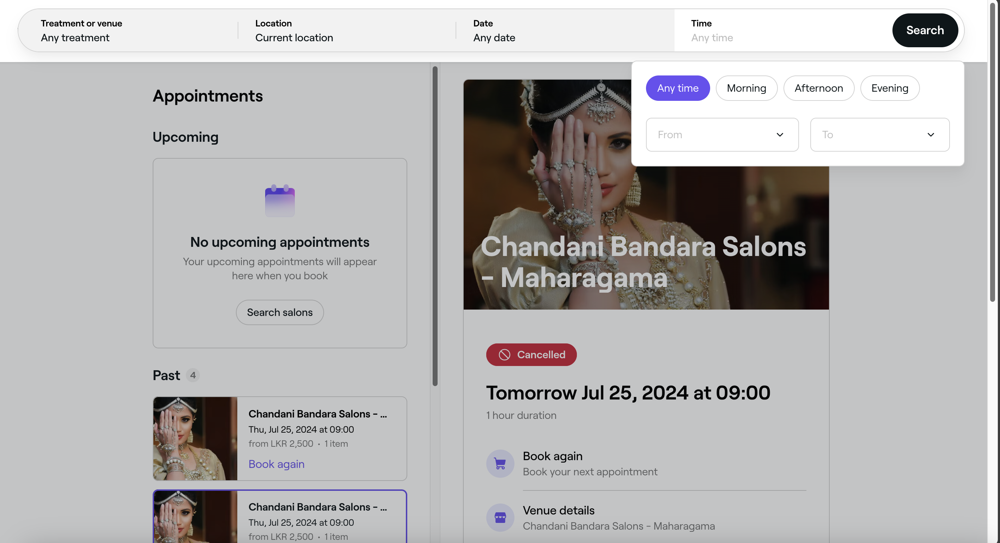 Treatment or venue
Any treatment
Location
Current location
Date
Any date
Time
Any time
Search
Any time
Morning
Afternoon
Evening
From
To
Appointments
Upcoming
No upcoming appointments
Your upcoming appointments will appear
here when you book
Search salons
Past 4
Chandani Bandara Salons - ...
Thu, Jul 25, 2024 at 09:00
from LKR 2,500 • 1 item
Book again
Chandani Bandara Salons - ...
Thu, Jul 25, 2024 at 09:00
from LKR 2,500 • 1 item
Chandani Bandara Salons
- Maharagama
Cancelled
Tomorrow Jul 25, 2024 at 09:00
1 hour duration
Book again
Book your next appointment
Venue details
Chandani Bandara Salons - Maharagama